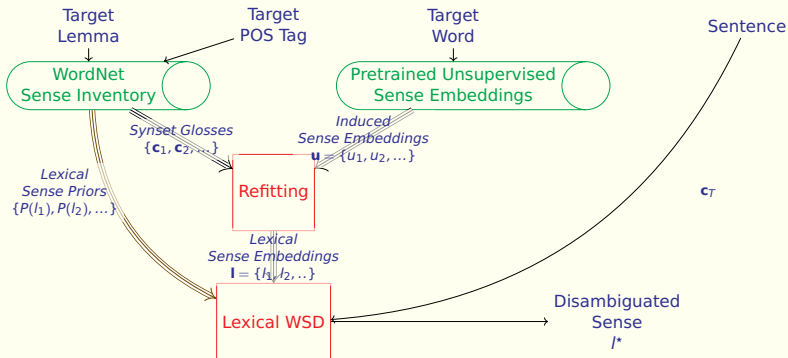 Target
Lemma
Target
POS Tag
Target
Word
Sentence
WordNet
Sense Inventory
Pretrained Unsupervised
Sense Embeddings
Synset Glosses
{c₁, c₂, …}
Induced
Sense Embeddings
u = {u₁, u₂, …}
Lexical
Sense Priors
{P(l₁), P(l₂), …}
Refitting
c_T
Lexical
Sense Embeddings
l = {l₁, l₂, ..}
Lexical WSD
Disambiguated
Sense
l⋆